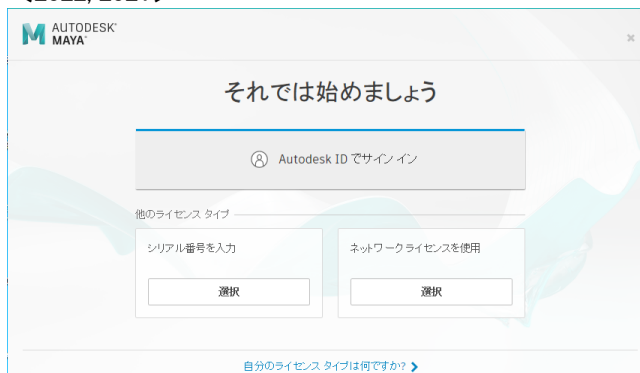 AUTODESK®
MAYA®
それでは始めましょう
Autodesk ID でサイン イン
他のライセンス タイプ
シリアル番号を入力
ネットワーク ライセンスを使用
選択
選択
自分のライセンス タイプは何ですか?